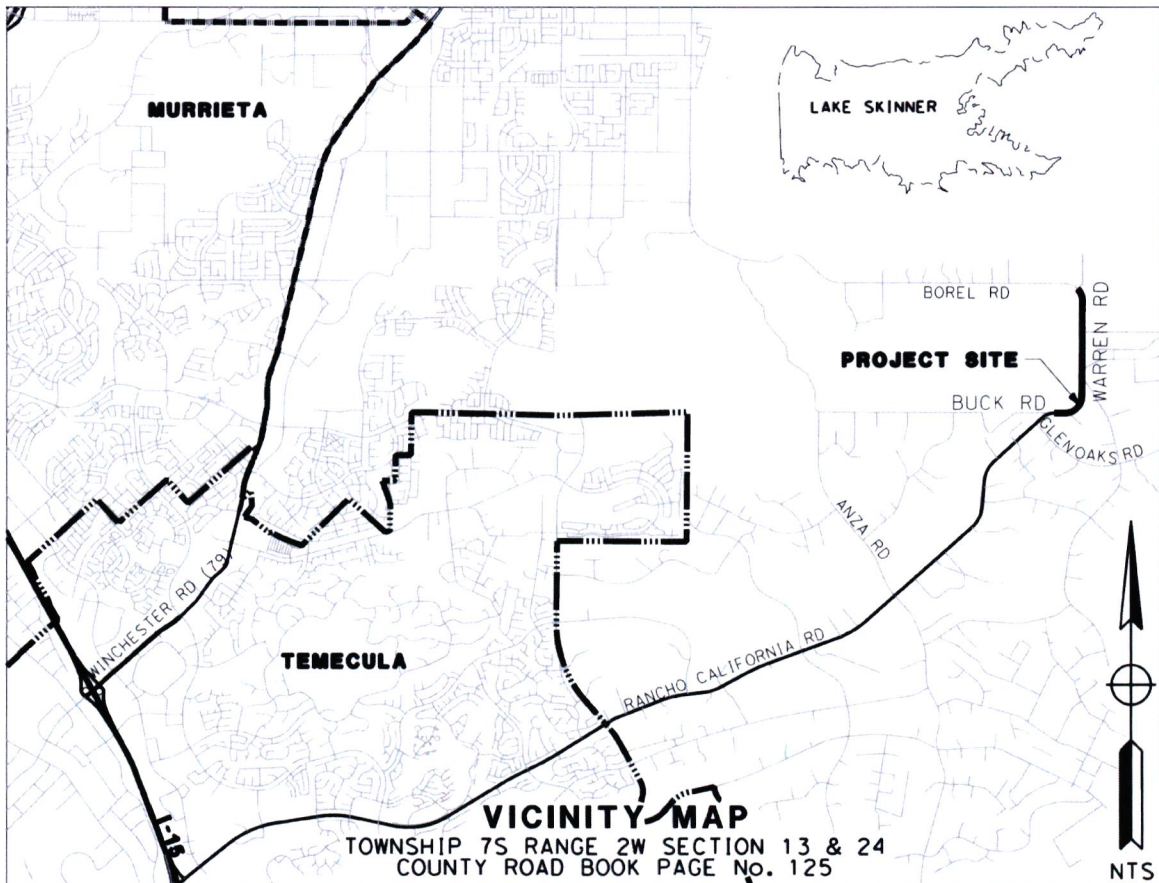 MURRIETA
LAKE SKINNER
BOREL RD
WARREN RD
PROJECT SITE
BUCK RD
GLENOAKS RD
ANZA RD
WINCHESTER RD (79)
TEMECULA
RANCHO CALIFORNIA RD
I-15
VICINITY MAP
TOWNSHIP 7S RANGE 2W SECTION 13 & 24
COUNTY ROAD BOOK PAGE No. 125
NTS